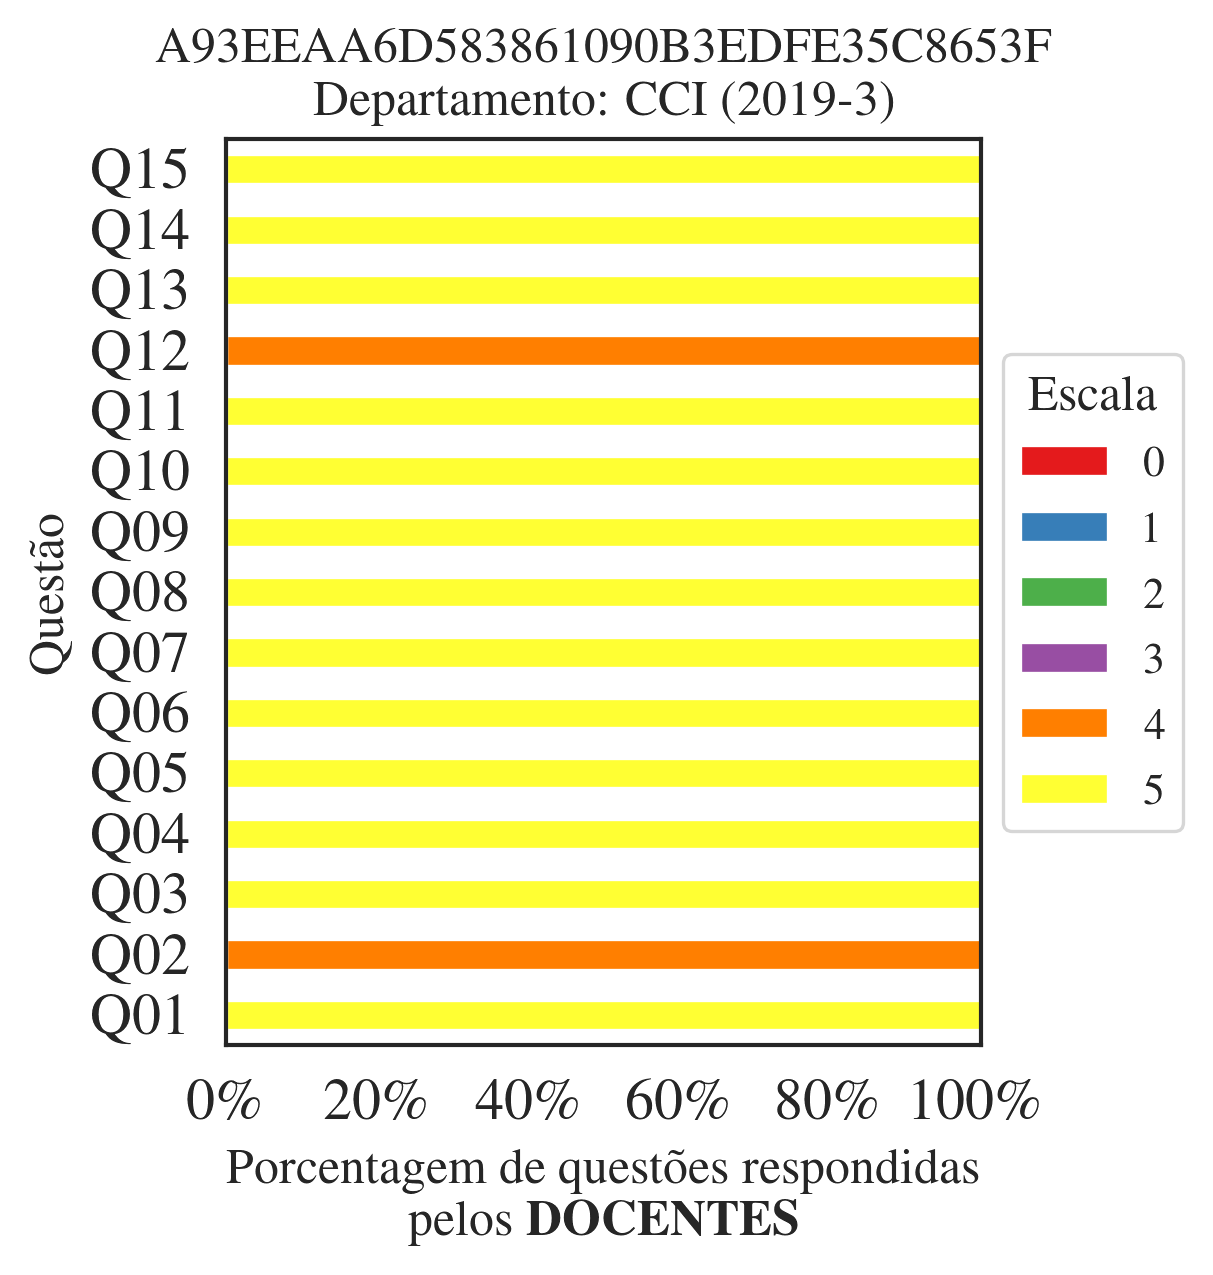 A93EEAA6D583861090B3EDFE35C8653F
Departamento: CCI (2019-3)
Q15
Q14
Q13
Q12
Q11
Q10
Q09
Q08
Q07
Q06
Q05
Q04
Q03
Q02
Q01
Questão
0% 20% 40% 60% 80% 100%
Porcentagem de questões respondidas
pelos DOCENTES
Escala
0
1
2
3
4
5